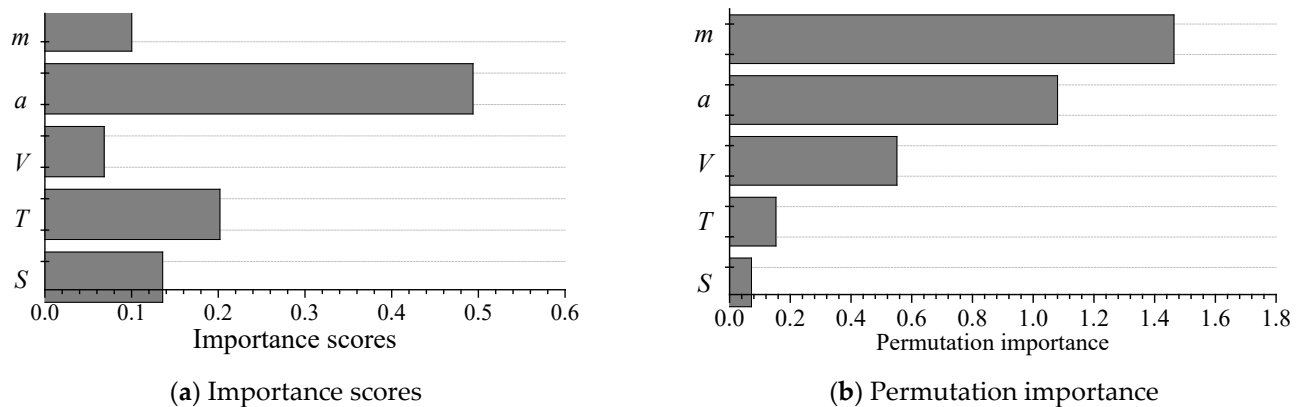 m
a
V
T
S
0.0 0.1 0.2 0.3 0.4 0.5 0.6
Importance scores
(a) Importance scores
m
a
V
T
S
0.0 0.2 0.4 0.6 0.8 1.0 1.2 1.4 1.6 1.8
Permutation importance
(b) Permutation importance